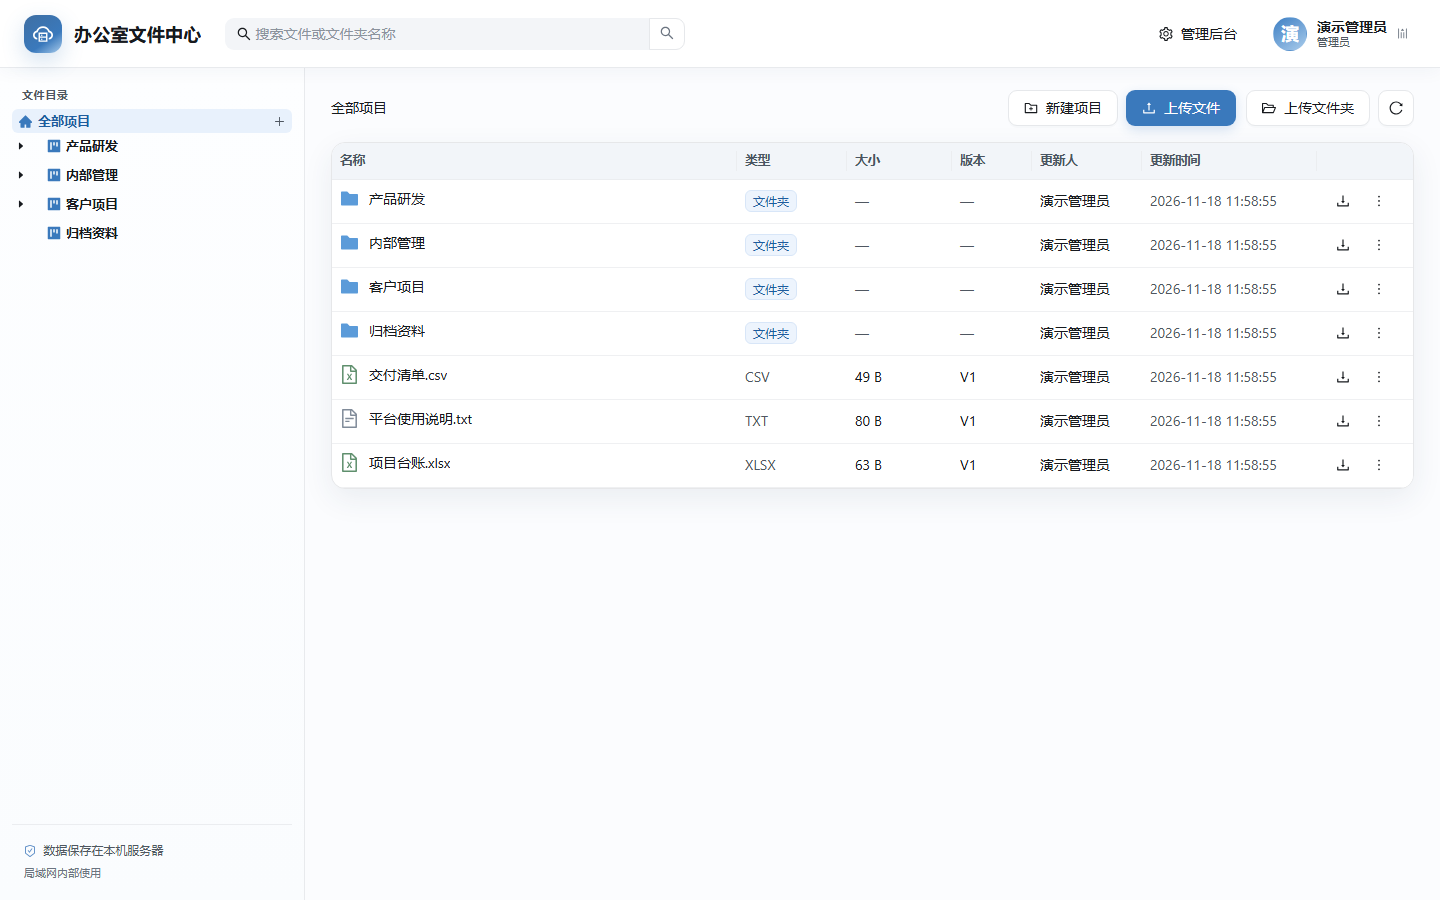 办公室文件中心
搜索文件或文件夹名称
管理后台
演
演示管理员
管理员
文件目录
全部项目
产品研发
内部管理
客户项目
归档资料
数据保存在本机服务器
局域网内部使用
全部项目
新建项目
上传文件
上传文件夹
名称 类型 大小 版本 更新人 更新时间
产品研发 文件夹 — — 演示管理员 2026-11-18 11:58:55
内部管理 文件夹 — — 演示管理员 2026-11-18 11:58:55
客户项目 文件夹 — — 演示管理员 2026-11-18 11:58:55
归档资料 文件夹 — — 演示管理员 2026-11-18 11:58:55
交付清单.csv CSV 49 B V1 演示管理员 2026-11-18 11:58:55
平台使用说明.txt TXT 80 B V1 演示管理员 2026-11-18 11:58:55
项目台账.xlsx XLSX 63 B V1 演示管理员 2026-11-18 11:58:55